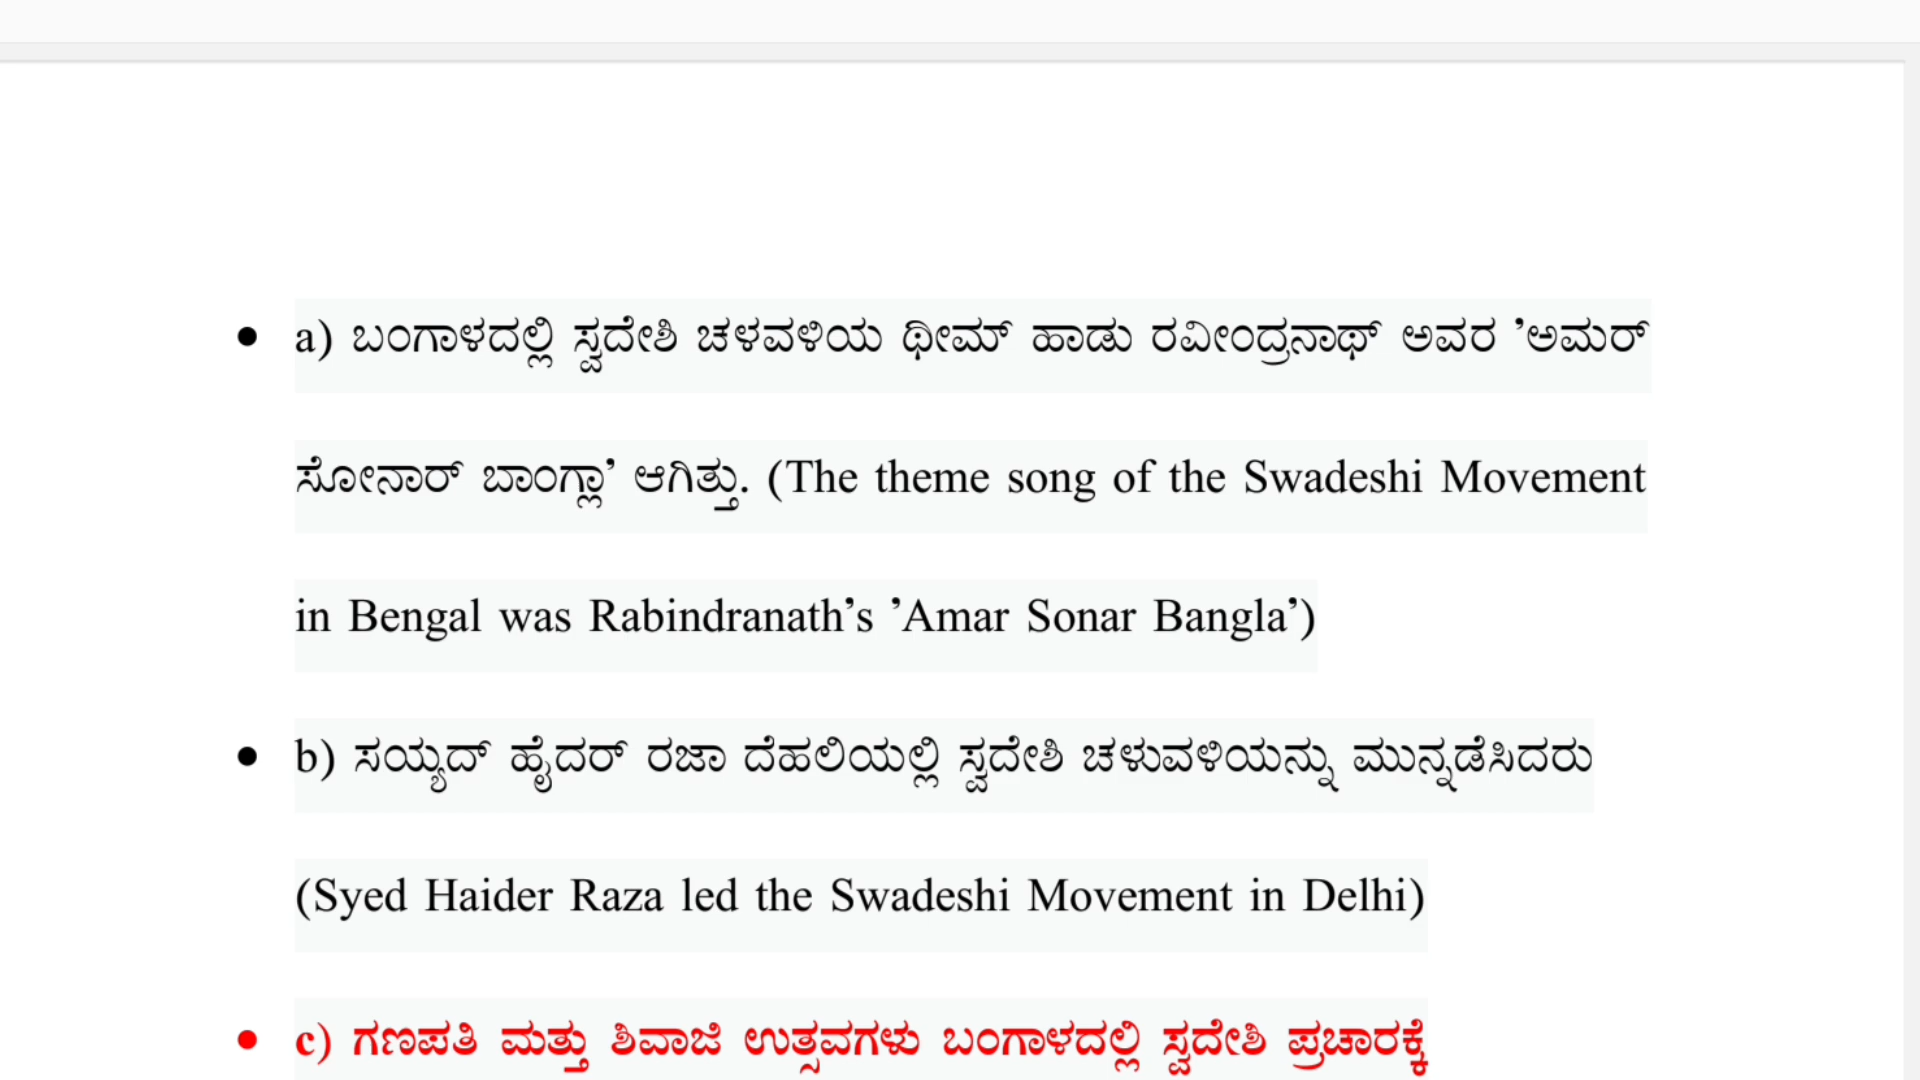 • a) ಬಂಗಾಳದಲ್ಲಿ ಸ್ವದೇಶಿ ಚಳವಳಿಯ ಥೀಮ್ ಹಾಡು ರವೀಂದ್ರನಾಥ್ ಅವರ ’ಅಮರ್
ಸೋನಾರ್ ಬಾಂಗ್ಲಾ’ ಆಗಿತ್ತು. (The theme song of the Swadeshi Movement
in Bengal was Rabindranath’s ’Amar Sonar Bangla’)
• b) ಸಯ್ಯದ್ ಹೈದರ್ ರಜಾ ದೆಹಲಿಯಲ್ಲಿ ಸ್ವದೇಶಿ ಚಳುವಳಿಯನ್ನು ಮುನ್ನಡೆಸಿದರು
(Syed Haider Raza led the Swadeshi Movement in Delhi)
• c) ಗಣಪತಿ ಮತ್ತು ಶಿವಾಜಿ ಉತ್ಸವಗಳು ಬಂಗಾಳದಲ್ಲಿ ಸ್ವದೇಶಿ ಪ್ರಚಾರಕ್ಕೆ